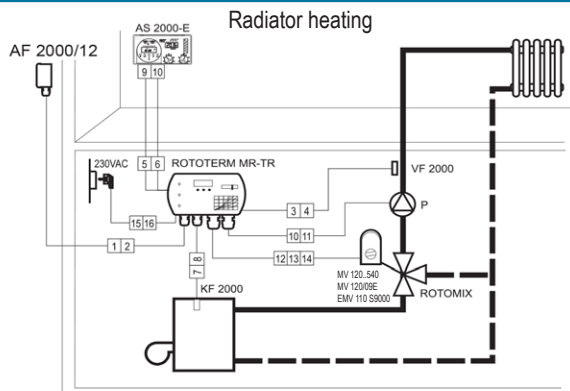 Radiator heating
AS 2000-E
AF 2000/12
9 10
230VAC
5 6
ROTOTERM MR-TR
VF 2000
3 4
P
15 16
10 11
1 2
12 13 14
7 8
MV 120..540
MV 120/09E
EMV 110 S9000
ROTOMIX
KF 2000